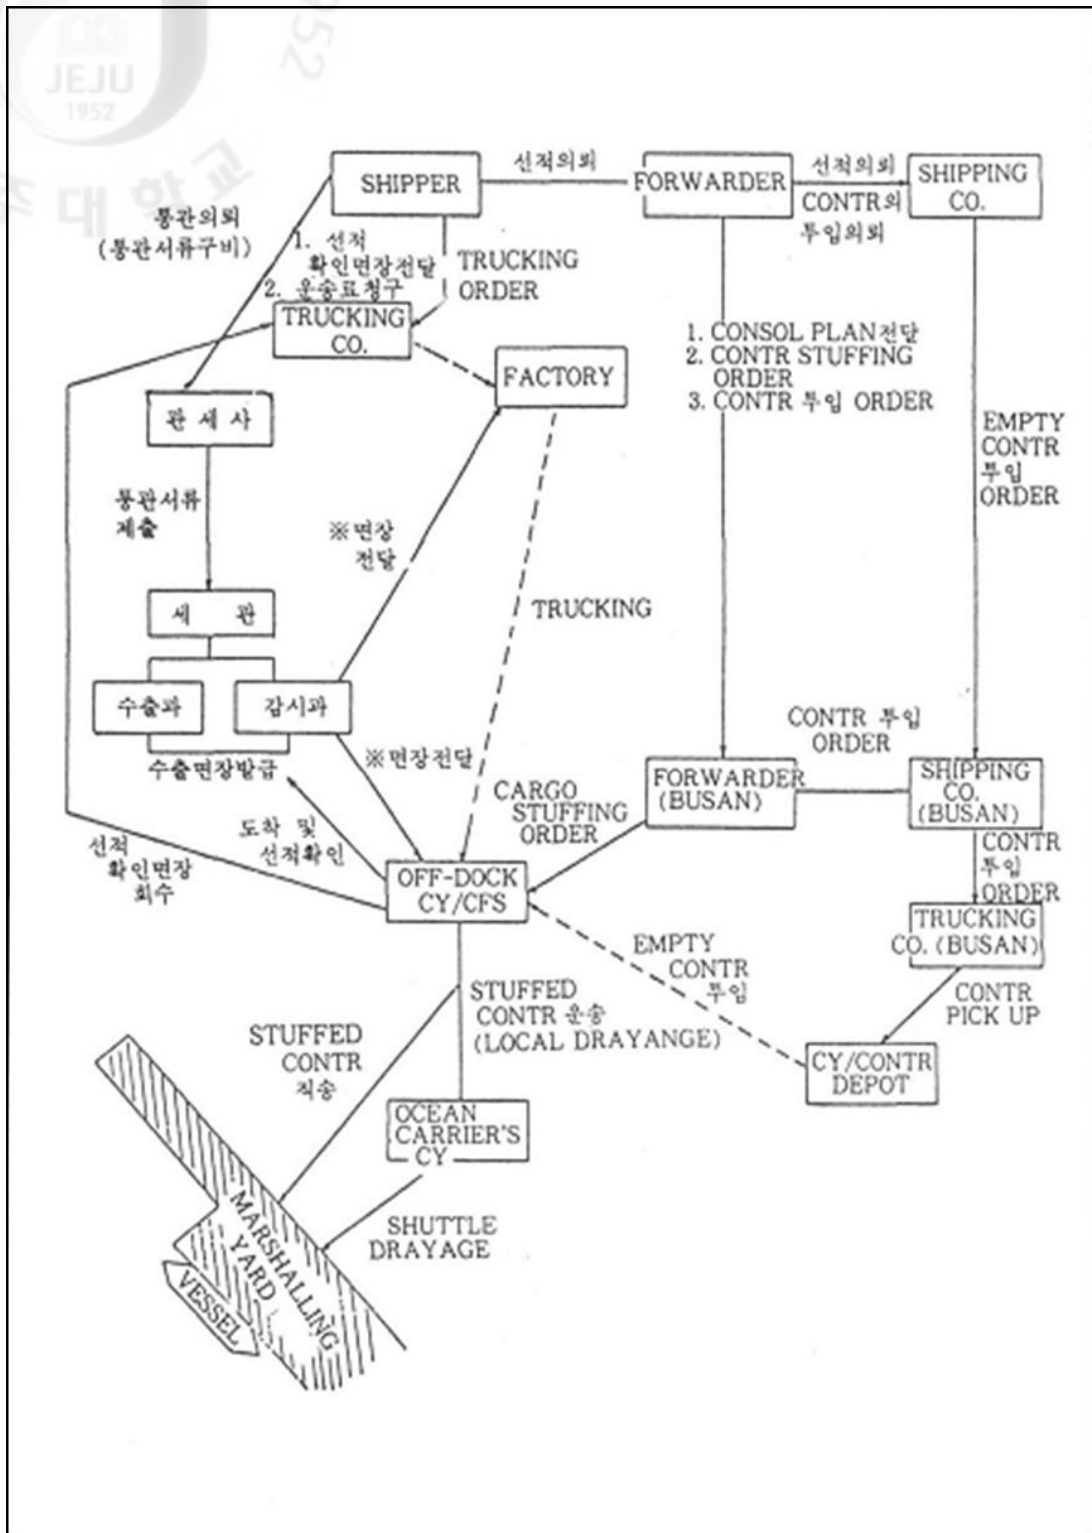 JEJU
1952
952
대학교
SHIPPER
선적의뢰
FORWARDER
선적의뢰
CONTR의
투입의뢰
SHIPPING
CO.
통관의뢰
(통관서류구비)
1. 선적
확인면장전달
2. 운송료청구
TRUCKING
ORDER
TRUCKING
CO.
FACTORY
1. CONSOL PLAN전달
2. CONTR STUFFING
ORDER
3. CONTR 투입 ORDER
EMPTY
CONTR
투입
ORDER
관세사
통관서류
제출
※면장
전달
세 관
TRUCKING
수출과
감시과
수출면장발급
※면장전달
CONTR 투입
ORDER
FORWARDER
(BUSAN)
SHIPPING
CO.
(BUSAN)
CARGO
STUFFING
ORDER
도착 및
선적확인
선적
확인면장
회수
OFF-DOCK
CY/CFS
CONTR
투입
ORDER
TRUCKING
CO. (BUSAN)
EMPTY
CONTR
투입
CONTR
PICK UP
STUFFED
CONTR 운송
(LOCAL DRAYANGE)
STUFFED
CONTR
직송
CY/CONTR
DEPOT
OCEAN
CARRIER'S
CY
SHUTTLE
DRAYAGE
MARSHALLING
YARD
VESSEL